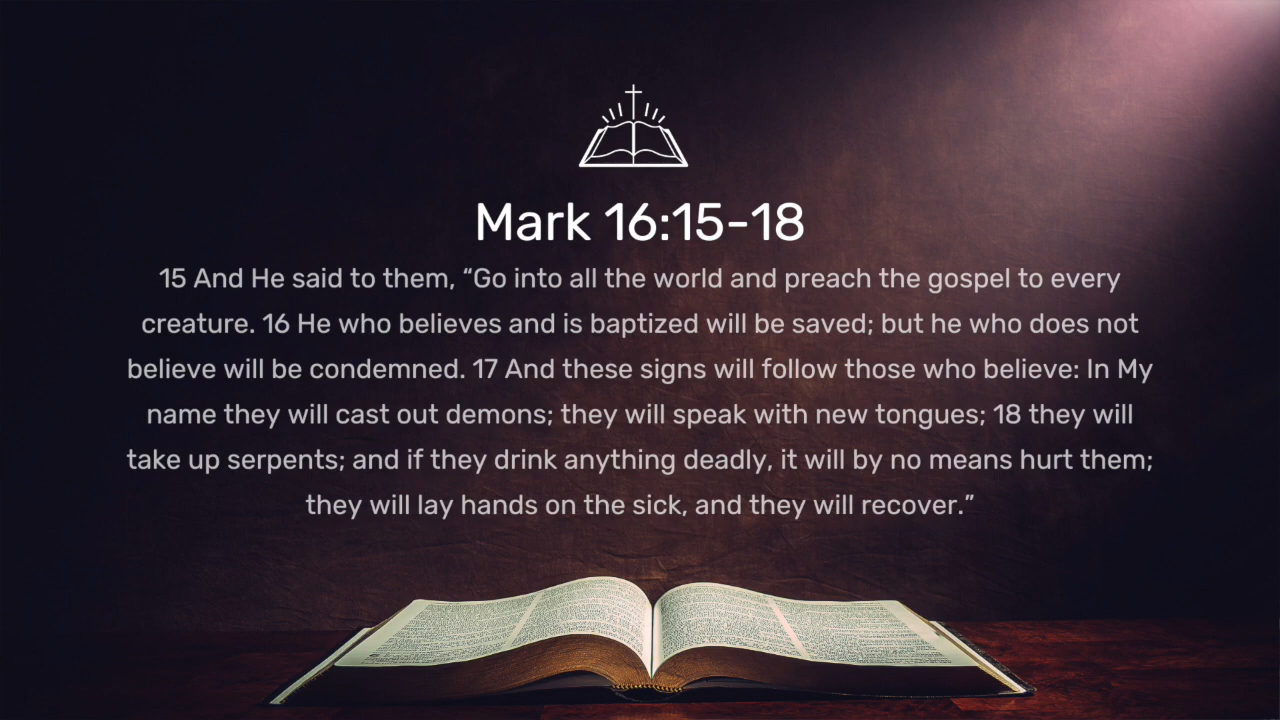 Mark 16:15-18
15 And He said to them, “Go into all the world and preach the gospel to every
creature. 16 He who believes and is baptized will be saved; but he who does not
believe will be condemned. 17 And these signs will follow those who believe: In My
name they will cast out demons; they will speak with new tongues; 18 they will
take up serpents; and if they drink anything deadly, it will by no means hurt them;
they will lay hands on the sick, and they will recover.”